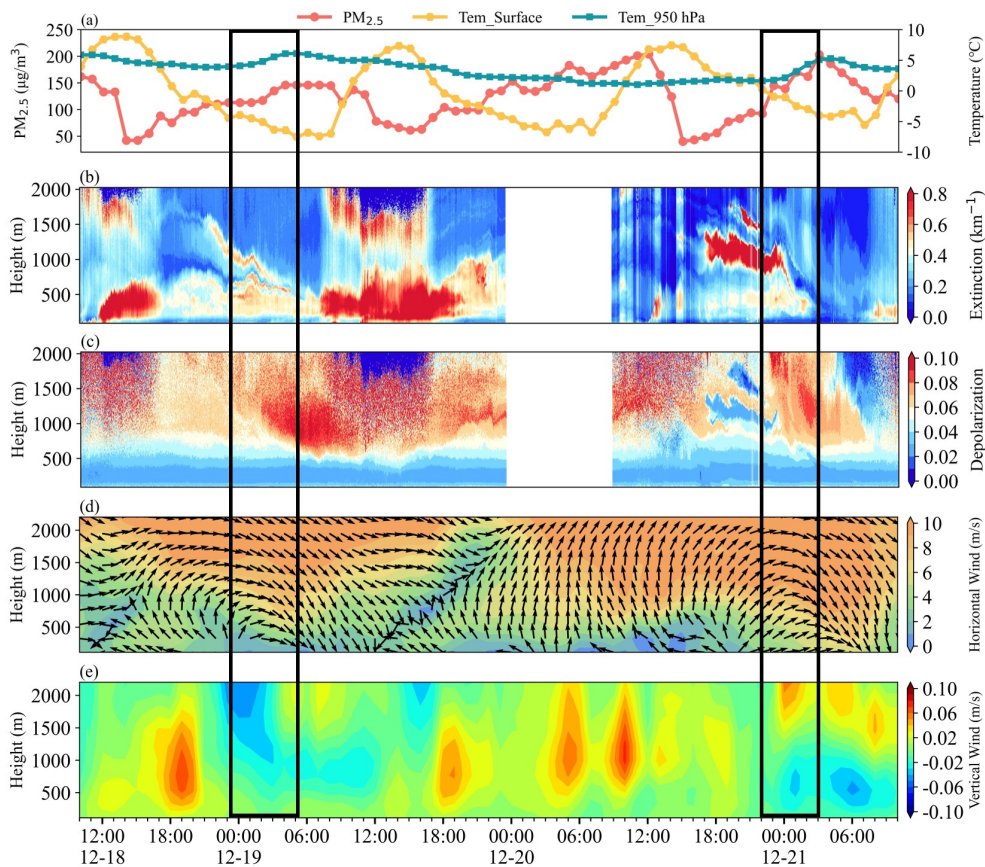 PM2.5 Tem_Surface Tem_950 hPa
(a)
250
200
150
100
50
PM2.5 (μg/m³)
10
5
0
-5
-10
Temperature (°C)
(b)
2000
1500
1000
500
Height (m)
0.8
0.6
0.4
0.2
0.0
Extinction (km⁻¹)
(c)
2000
1500
1000
500
Height (m)
0.10
0.08
0.06
0.04
0.02
0.00
Depolarization
(d)
2000
1500
1000
500
Height (m)
10
8
6
4
2
0
Horizontal Wind (m/s)
(e)
2000
1500
1000
500
Height (m)
0.10
0.06
0.02
-0.02
-0.06
-0.10
Vertical Wind (m/s)
12:00 18:00 00:00 06:00 12:00 18:00 00:00 06:00 12:00 18:00 00:00 06:00
12-18 12-19 12-20 12-21